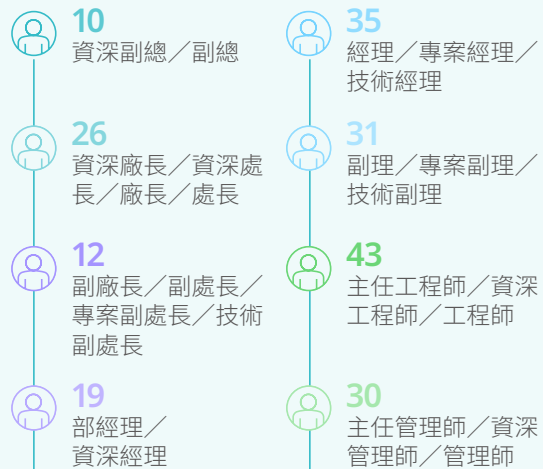 10
資深副總／副總
26
資深廠長／資深處
長／廠長／處長
12
副廠長／副處長／
專案副處長／技術
副處長
19
部經理／
資深經理
35
經理／專案經理／
技術經理
31
副理／專案副理／
技術副理
43
主任工程師／資深
工程師／工程師
30
主任管理師／資深
管理師／管理師